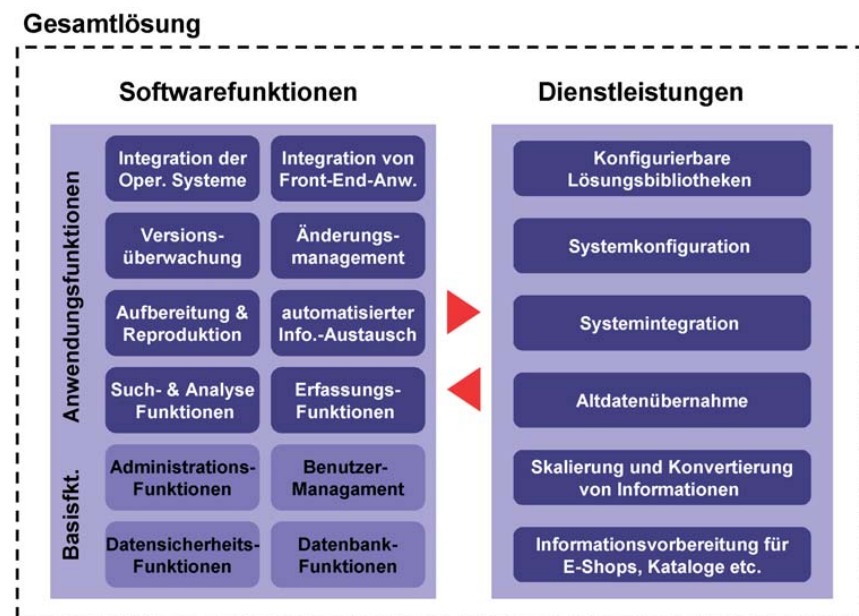 Gesamtlösung
Softwarefunktionen
Anwendungsfunktionen
Integration der
Oper. Systeme
Integration von
Front-End-Anw.
Versions-
überwachung
Änderungs-
management
Aufbereitung &
Reproduktion
automatisierter
Info.-Austausch
Such- & Analyse
Funktionen
Erfassungs-
Funktionen
Basisfkt.
Administrations-
Funktionen
Benutzer-
Managament
Datensicherheits-
Funktionen
Datenbank-
Funktionen
Dienstleistungen
Konfigurierbare
Lösungsbibliotheken
Systemkonfiguration
Systemintegration
Altdatenübernahme
Skalierung und Konvertierung
von Informationen
Informationsvorbereitung für
E-Shops, Kataloge etc.